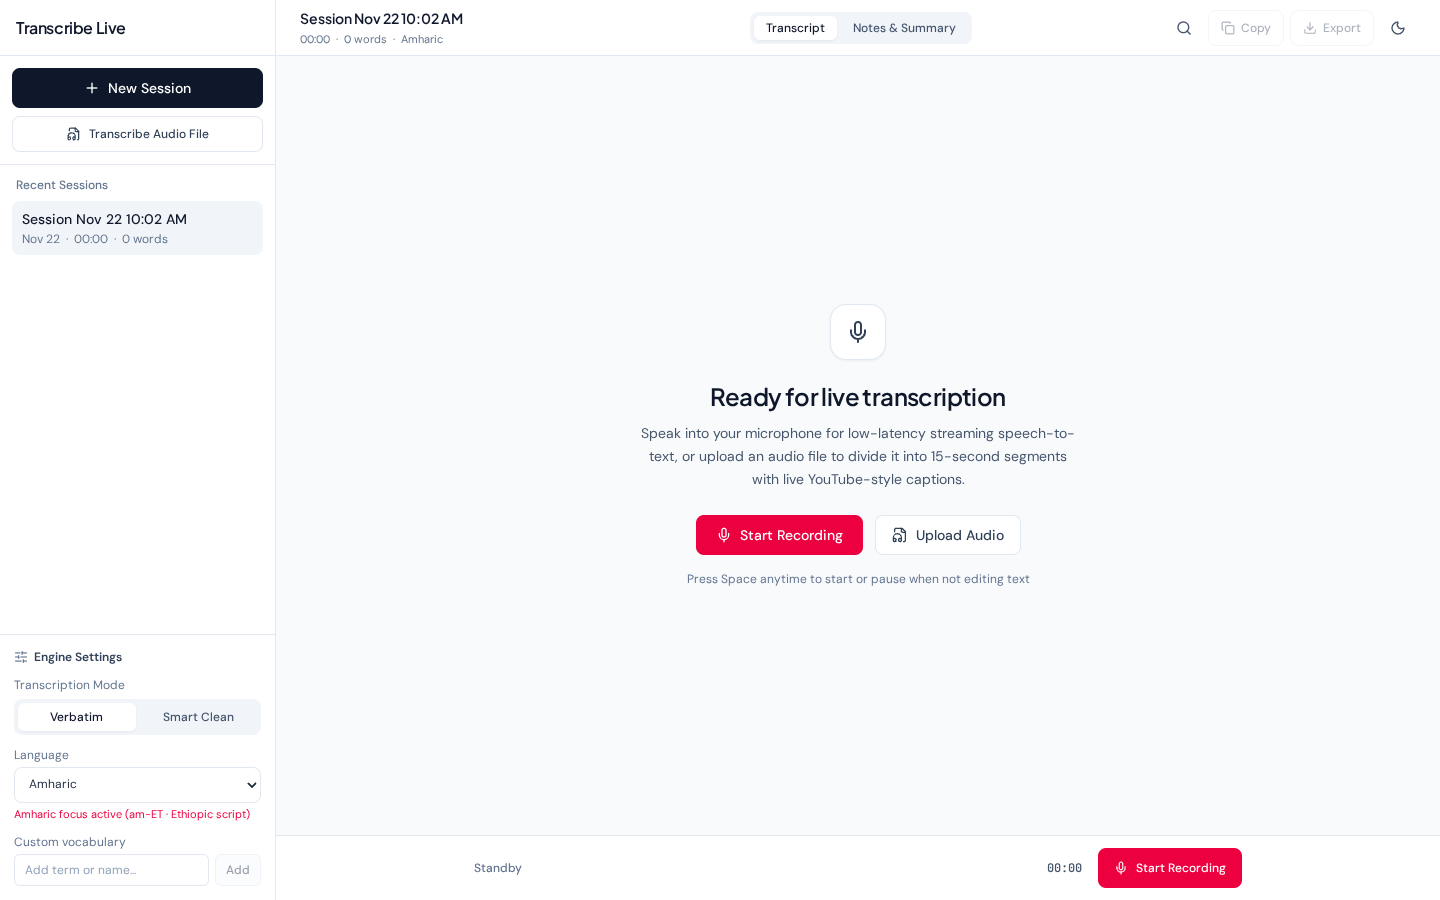 Transcribe Live
New Session
Transcribe Audio File
Recent Sessions
Session Nov 22 10:02 AM
Nov 22 · 00:00 · 0 words
Engine Settings
Transcription Mode
Verbatim
Smart Clean
Language
Amharic
Amharic focus active (am-ET · Ethiopic script)
Custom vocabulary
Add term or name...
Add
Session Nov 22 10:02 AM
00:00 · 0 words · Amharic
Transcript
Notes & Summary
Copy
Export
Ready for live transcription
Speak into your microphone for low-latency streaming speech-to-
text, or upload an audio file to divide it into 15-second segments
with live YouTube-style captions.
Start Recording
Upload Audio
Press Space anytime to start or pause when not editing text
Standby
00:00
Start Recording